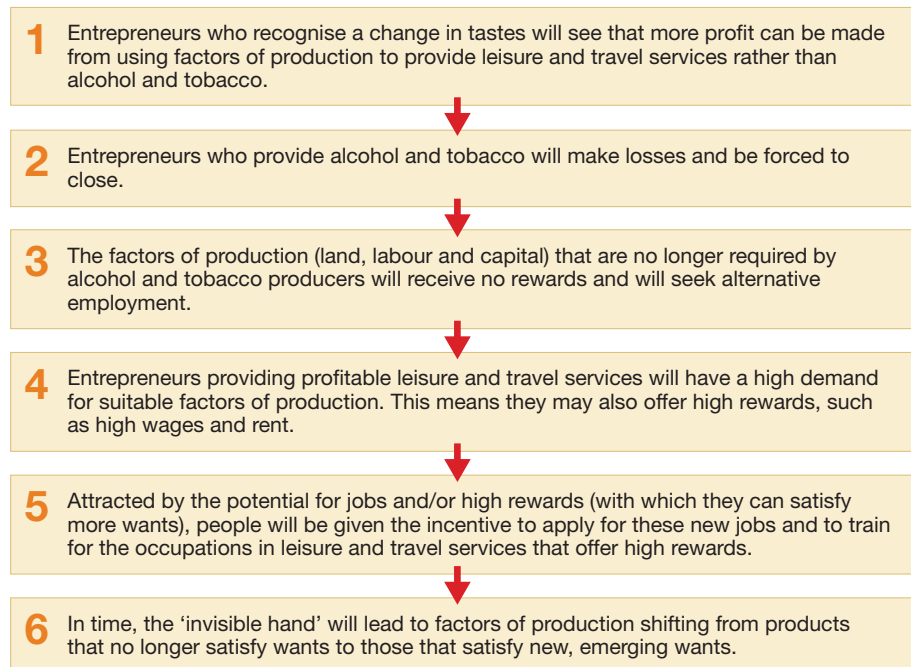 1 Entrepreneurs who recognise a change in tastes will see that more profit can be made
from using factors of production to provide leisure and travel services rather than
alcohol and tobacco.
2 Entrepreneurs who provide alcohol and tobacco will make losses and be forced to
close.
3 The factors of production (land, labour and capital) that are no longer required by
alcohol and tobacco producers will receive no rewards and will seek alternative
employment.
4 Entrepreneurs providing profitable leisure and travel services will have a high demand
for suitable factors of production. This means they may also offer high rewards, such
as high wages and rent.
5 Attracted by the potential for jobs and/or high rewards (with which they can satisfy
more wants), people will be given the incentive to apply for these new jobs and to train
for the occupations in leisure and travel services that offer high rewards.
6 In time, the ‘invisible hand’ will lead to factors of production shifting from products
that no longer satisfy wants to those that satisfy new, emerging wants.